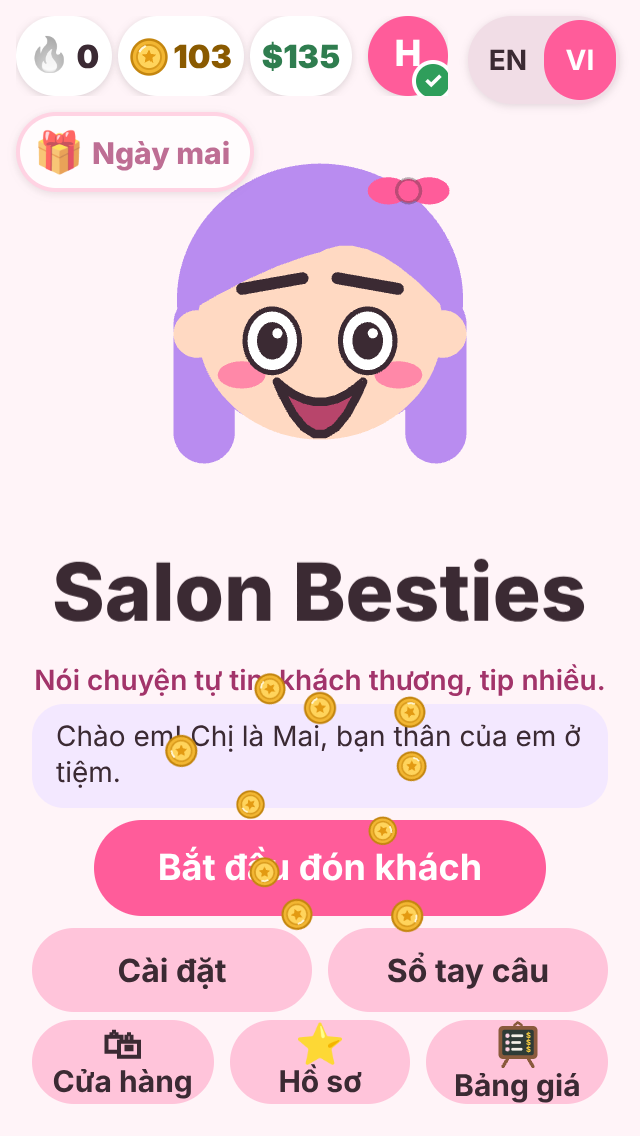 0
103
$135
H
EN
VI
Ngày mai
Salon Besties
Nói chuyện tự tin, khách thương, tip nhiều.
Chào em! Chị là Mai, bạn thân của em ở
tiệm.
Bắt đầu đón khách
Cài đặt
Sổ tay câu
Cửa hàng
Hồ sơ
Bảng giá